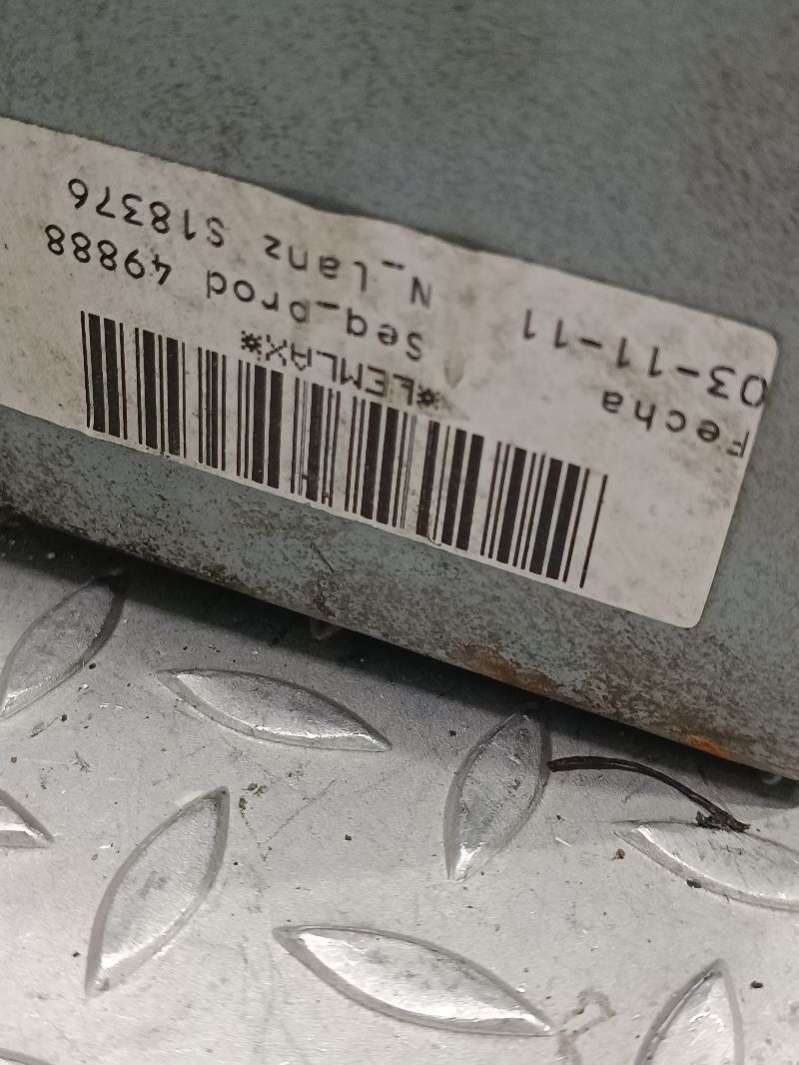 *LEMLAX*
Fecha Seq_prod 49888
03-11-11 N_Lanz S18376